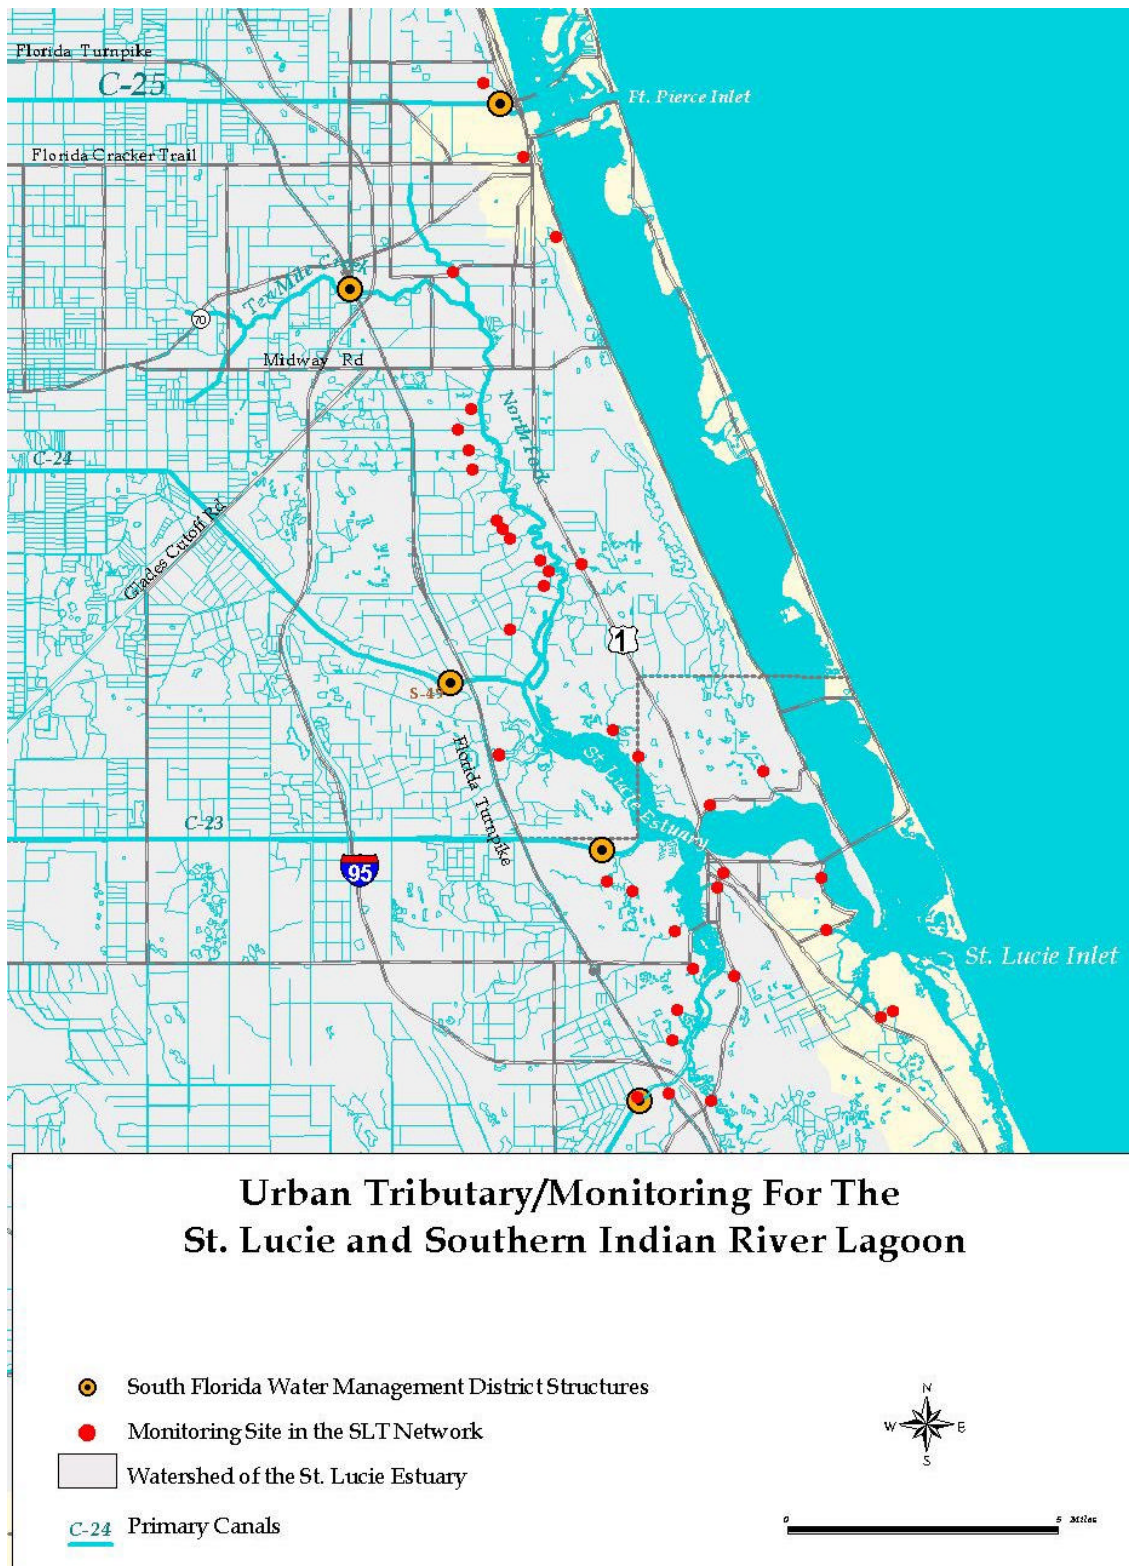 Florida Turnpike
C-25
Ft. Pierce Inlet
Florida Cracker Trail
Ten Mile Creek
70
Midway Rd
North Fork
C-24
Glades Cutoff Rd
1
S-49
Florida Turnpike
St. Lucie Estuary
C-23
95
St. Lucie Inlet
Urban Tributary/Monitoring For The
St. Lucie and Southern Indian River Lagoon
South Florida Water Management District Structures
Monitoring Site in the SLT Network
Watershed of the St. Lucie Estuary
C-24 Primary Canals
N
W E
S
0 5 Miles